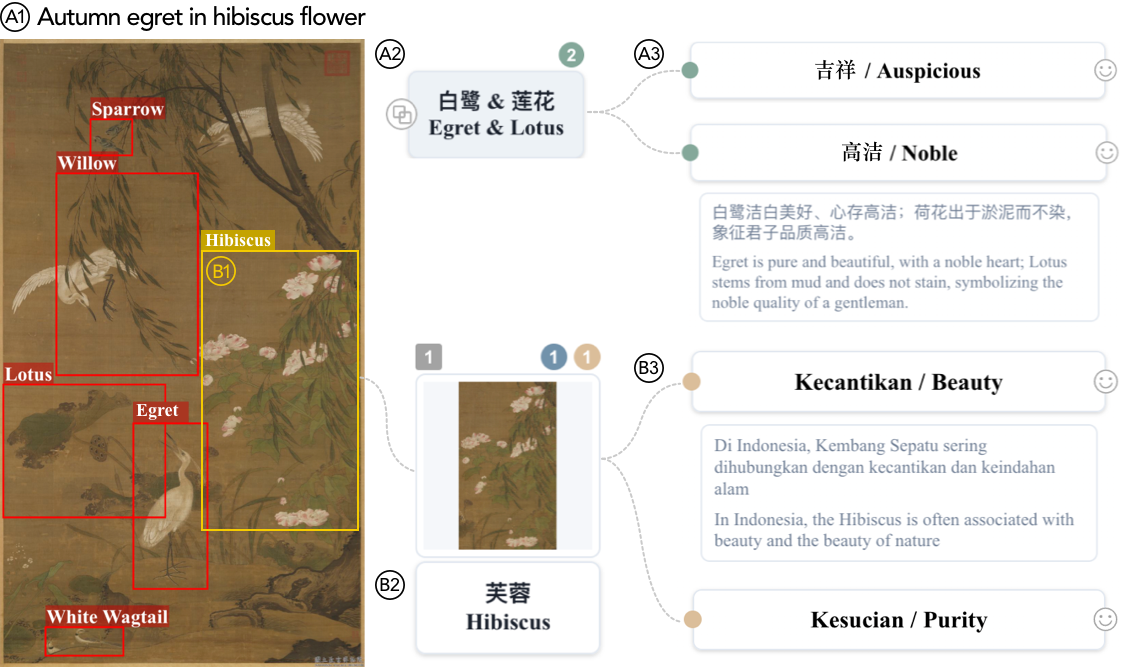 A1 Autumn egret in hibiscus flower
Sparrow
Willow
Hibiscus
B1
Lotus
Egret
White Wagtail
A2
2
白鹭 & 莲花
Egret & Lotus
A3
吉祥 / Auspicious
高洁 / Noble
白鹭洁白美好、心存高洁；荷花出于淤泥而不染，
象征君子品质高洁。
Egret is pure and beautiful, with a noble heart; Lotus
stems from mud and does not stain, symbolizing the
noble quality of a gentleman.
1
1
1
B2
芙蓉
Hibiscus
B3
Kecantikan / Beauty
Di Indonesia, Kembang Sepatu sering
dihubungkan dengan kecantikan dan keindahan
alam
In Indonesia, the Hibiscus is often associated with
beauty and the beauty of nature
Kesucian / Purity